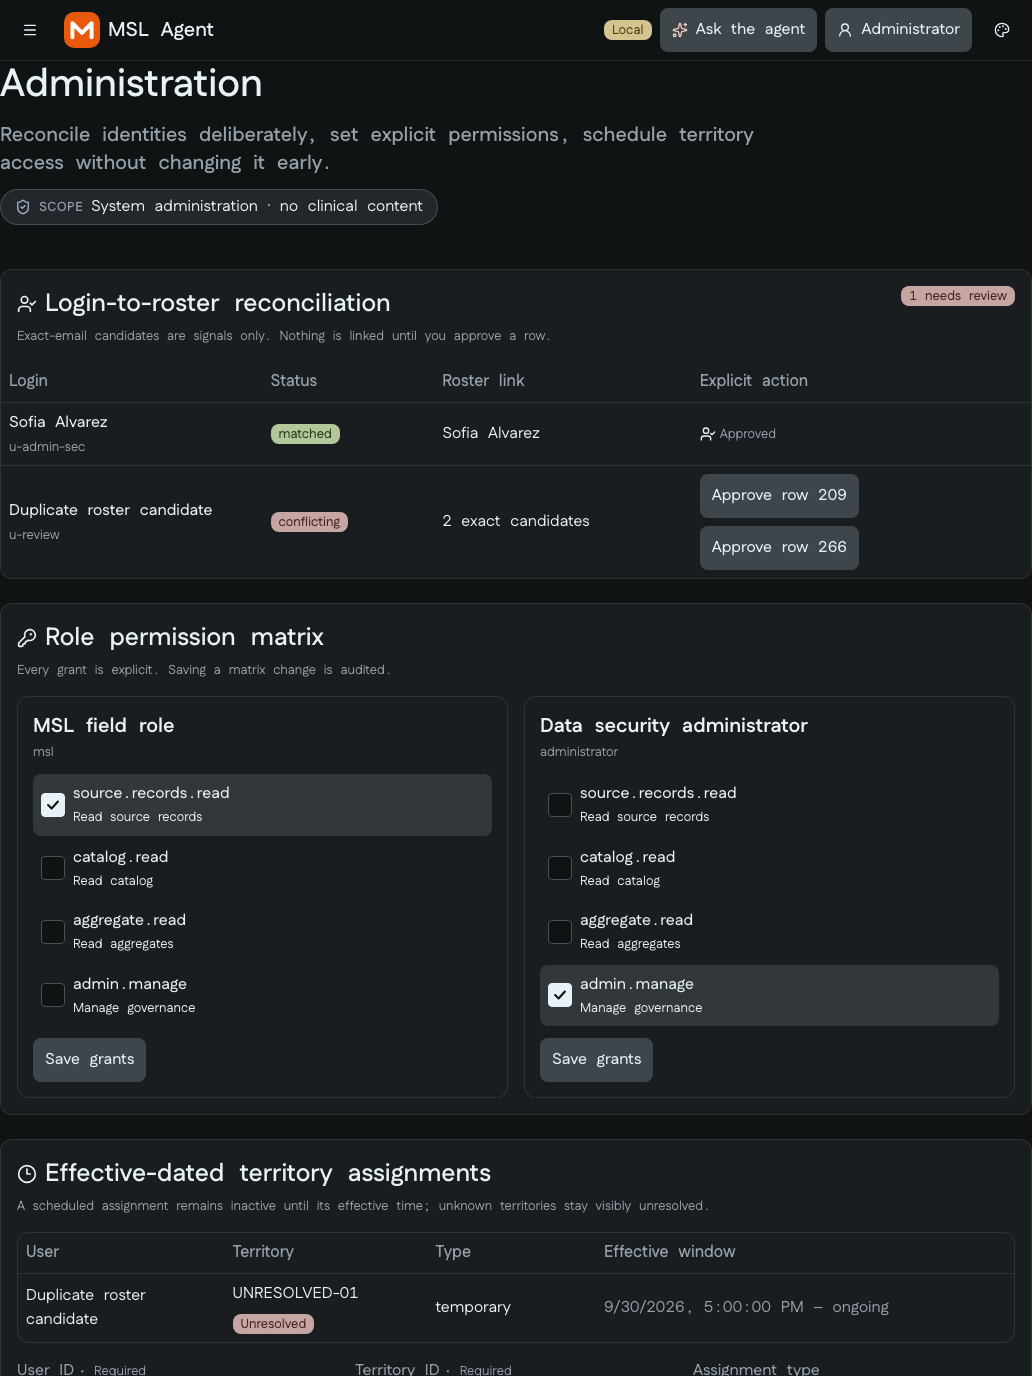 MSL Agent
Local
Ask the agent
Administrator
Administration
Reconcile identities deliberately, set explicit permissions, schedule territory
access without changing it early.
SCOPE System administration · no clinical content
Login-to-roster reconciliation
1 needs review
Exact-email candidates are signals only. Nothing is linked until you approve a row.
Login Status Roster link Explicit action
Sofia Alvarez
u-admin-sec
matched
Sofia Alvarez
Approved
Duplicate roster candidate
u-review
conflicting
2 exact candidates
Approve row 209
Approve row 266
Role permission matrix
Every grant is explicit. Saving a matrix change is audited.
MSL field role
msl
source.records.read
Read source records
catalog.read
Read catalog
aggregate.read
Read aggregates
admin.manage
Manage governance
Save grants
Data security administrator
administrator
source.records.read
Read source records
catalog.read
Read catalog
aggregate.read
Read aggregates
admin.manage
Manage governance
Save grants
Effective-dated territory assignments
A scheduled assignment remains inactive until its effective time; unknown territories stay visibly unresolved.
User Territory Type Effective window
Duplicate roster
candidate
UNRESOLVED-01
Unresolved
temporary
9/30/2026, 5:00:00 PM – ongoing
User ID · Required
Territory ID · Required
Assignment type